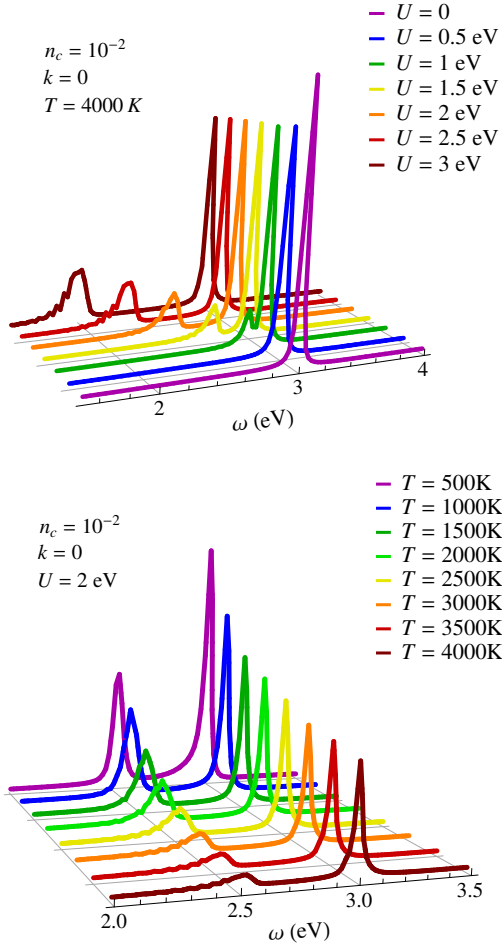 U = 0
U = 0.5 eV
U = 1 eV
U = 1.5 eV
U = 2 eV
U = 2.5 eV
U = 3 eV
n_c = 10^{-2}
k = 0
T = 4000 K
2
3
4
ω (eV)
T = 500K
T = 1000K
T = 1500K
T = 2000K
T = 2500K
T = 3000K
T = 3500K
T = 4000K
n_c = 10^{-2}
k = 0
U = 2 eV
2.0
2.5
3.0
3.5
ω (eV)